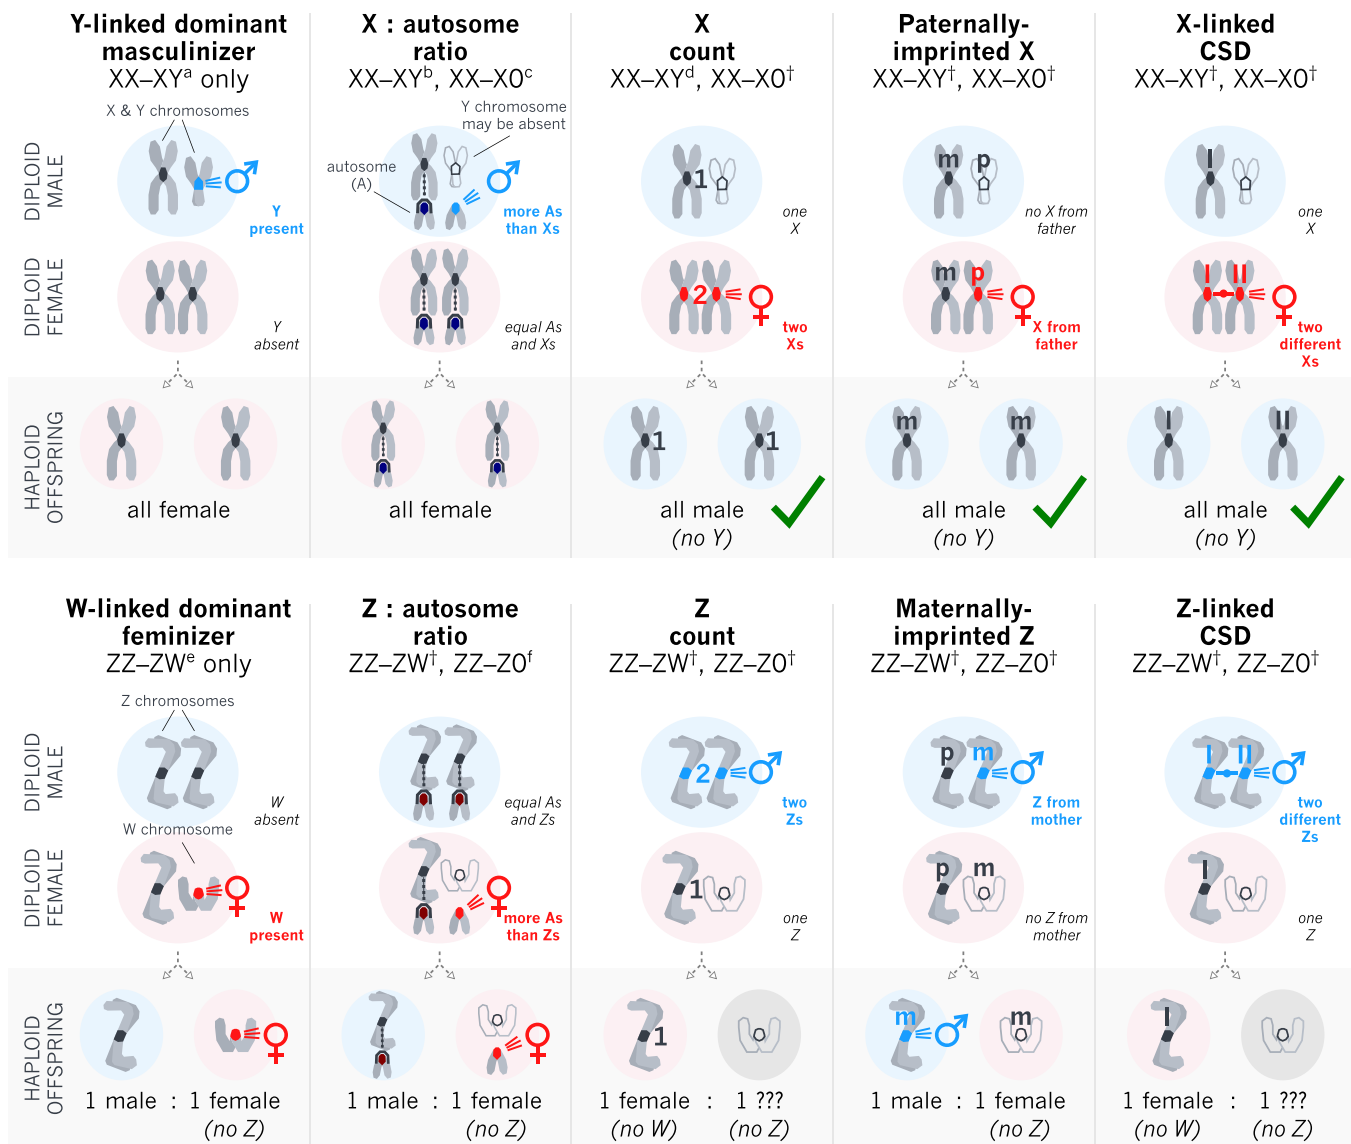 Y-linked dominant
masculinizer
XX–XYᵃ only
X : autosome
ratio
XX–XYᵇ, XX–X0ᶜ
X
count
XX–XYᵈ, XX–X0†
Paternally-
imprinted X
XX–XY†, XX–X0†
X-linked
CSD
XX–XY†, XX–X0†
DIPLOID
MALE
X & Y chromosomes
Y
present
Y chromosome
may be absent
autosome
(A)
more As
than Xs
1
one
X
m p
no X from
father
I
one
X
DIPLOID
FEMALE
Y
absent
equal As
and Xs
2
two
Xs
m p
X from
father
I II
two
different
Xs
HAPLOID
OFFSPRING
all female
all female
1 1
all male
(no Y)
m m
all male
(no Y)
I II
all male
(no Y)
W-linked dominant
feminizer
ZZ–ZWᵉ only
Z : autosome
ratio
ZZ–ZW†, ZZ–Z0ᶠ
Z
count
ZZ–ZW†, ZZ–Z0†
Maternally-
imprinted Z
ZZ–ZW†, ZZ–Z0†
Z-linked
CSD
ZZ–ZW†, ZZ–Z0†
DIPLOID
MALE
Z chromosomes
W
absent
equal As
and Zs
2
two
Zs
p m
Z from
mother
I II
two
different
Zs
DIPLOID
FEMALE
W chromosome
W
present
more As
than Zs
1
one
Z
p m
no Z from
mother
I
one
Z
HAPLOID
OFFSPRING
1 male : 1 female
(no Z)
1 male : 1 female
(no Z)
1
1 female : 1 ???
(no W) (no Z)
m m
1 male : 1 female
(no Z)
I
1 female : 1 ???
(no W) (no Z)